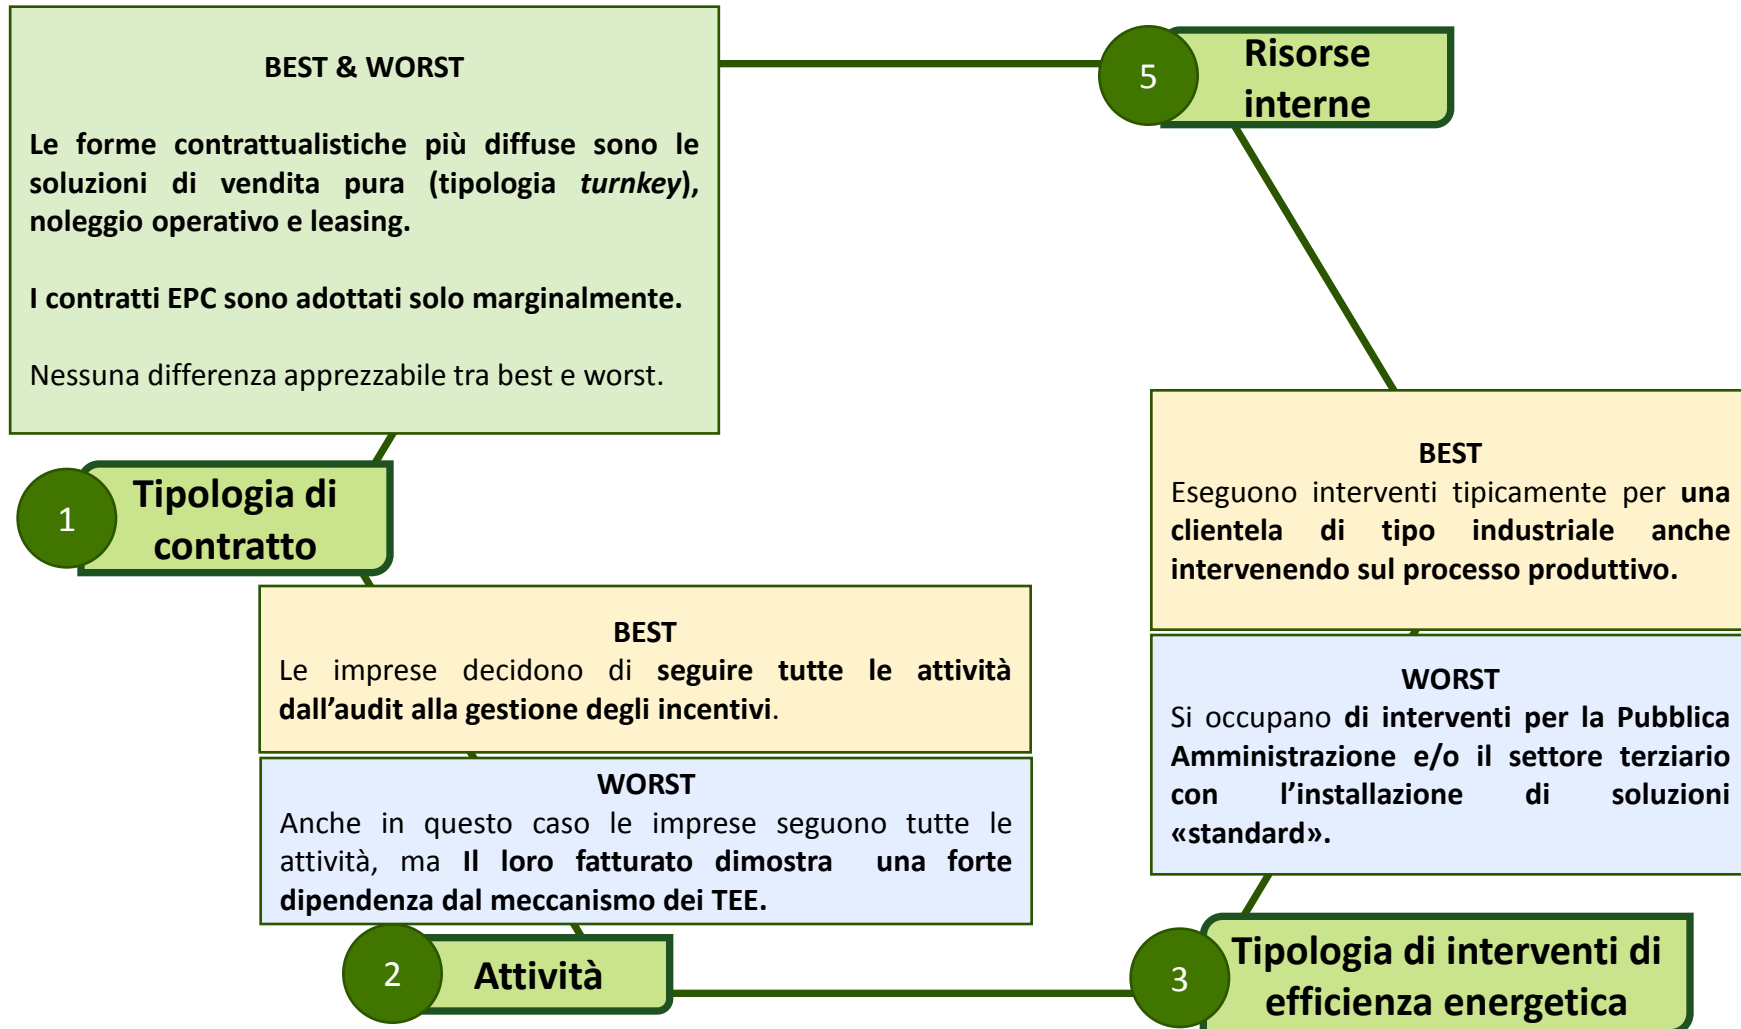 BEST & WORST
Le forme contrattualistiche più diffuse sono le
soluzioni di vendita pura (tipologia turnkey),
noleggio operativo e leasing.
I contratti EPC sono adottati solo marginalmente.
Nessuna differenza apprezzabile tra best e worst.
5
Risorse
interne
1
Tipologia di
contratto
BEST
Le imprese decidono di seguire tutte le attività
dall’audit alla gestione degli incentivi.
WORST
Anche in questo caso le imprese seguono tutte le
attività, ma Il loro fatturato dimostra una forte
dipendenza dal meccanismo dei TEE.
2
Attività
BEST
Eseguono interventi tipicamente per una
clientela di tipo industriale anche
intervenendo sul processo produttivo.
WORST
Si occupano di interventi per la Pubblica
Amministrazione e/o il settore terziario
con l’installazione di soluzioni
«standard».
3
Tipologia di interventi di
efficienza energetica